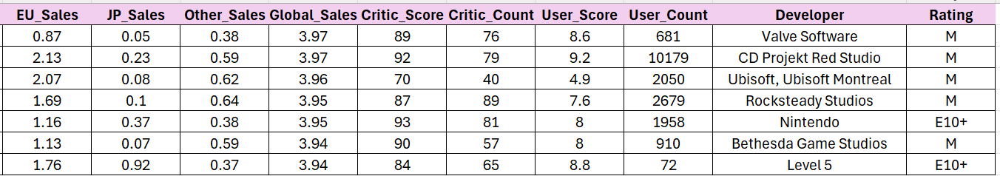 EU_Sales JP_Sales Other_Sales Global_Sales Critic_Score Critic_Count User_Score User_Count Developer Rating
0.87 0.05 0.38 3.97 89 76 8.6 681 Valve Software M
2.13 0.23 0.59 3.97 92 79 9.2 10179 CD Projekt Red Studio M
2.07 0.08 0.62 3.96 70 40 4.9 2050 Ubisoft, Ubisoft Montreal M
1.69 0.1 0.64 3.95 87 89 7.6 2679 Rocksteady Studios M
1.16 0.37 0.38 3.95 93 81 8 1958 Nintendo E10+
1.13 0.07 0.59 3.94 90 57 8 910 Bethesda Game Studios M
1.76 0.92 0.37 3.94 84 65 8.8 72 Level 5 E10+